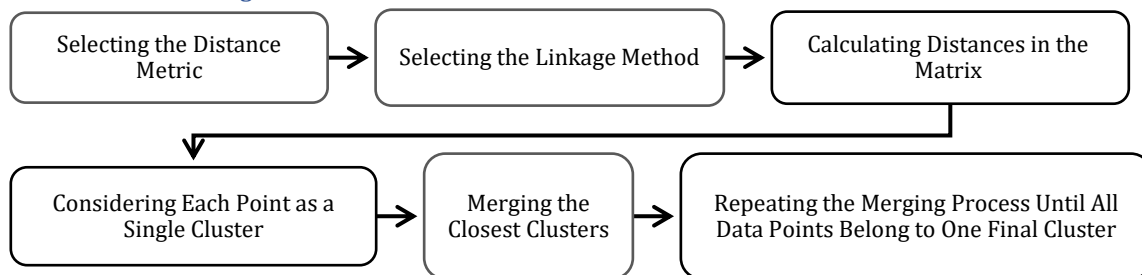 Selecting the Distance
Metric
Selecting the Linkage Method
Calculating Distances in the
Matrix
Considering Each Point as a
Single Cluster
Merging the
Closest Clusters
Repeating the Merging Process Until All
Data Points Belong to One Final Cluster